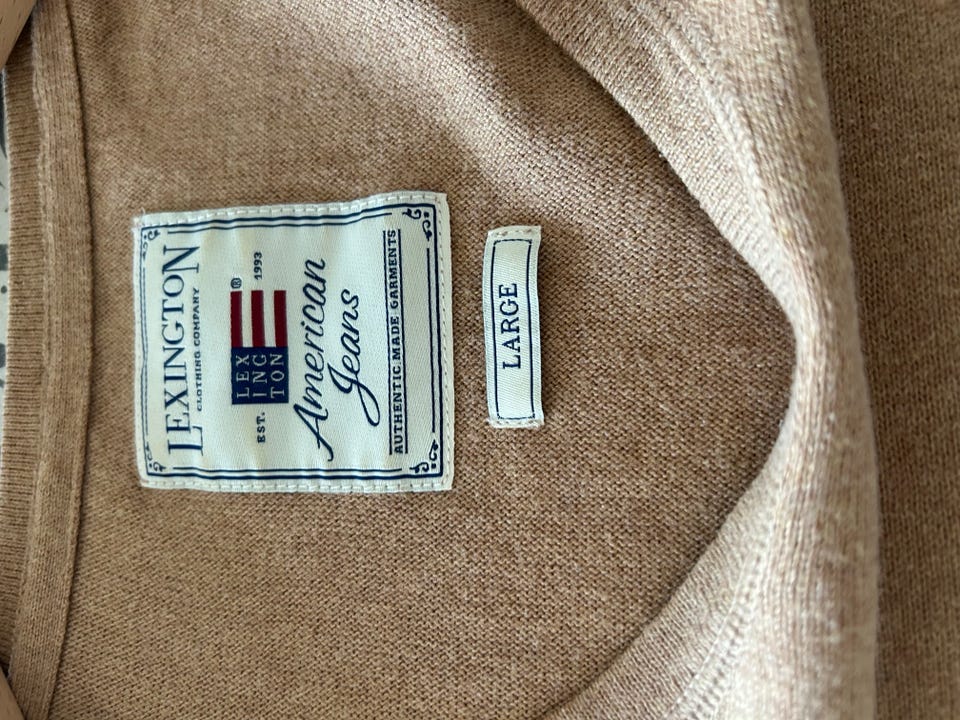 LEXINGTON
CLOTHING COMPANY
EST. LEX ING TON ® 1993
American
Jeans
AUTHENTIC MADE GARMENTS
LARGE